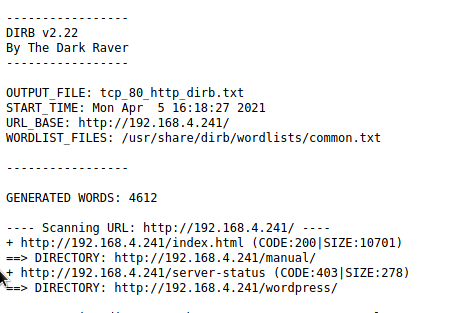 -----------------
DIRB v2.22
By The Dark Raver
-----------------
OUTPUT_FILE: tcp_80_http_dirb.txt
START_TIME: Mon Apr  5 16:18:27 2021
URL_BASE: http://192.168.4.241/
WORDLIST_FILES: /usr/share/dirb/wordlists/common.txt
-----------------
GENERATED WORDS: 4612
---- Scanning URL: http://192.168.4.241/ ----
+ http://192.168.4.241/index.html (CODE:200|SIZE:10701)
==> DIRECTORY: http://192.168.4.241/manual/
+ http://192.168.4.241/server-status (CODE:403|SIZE:278)
==> DIRECTORY: http://192.168.4.241/wordpress/